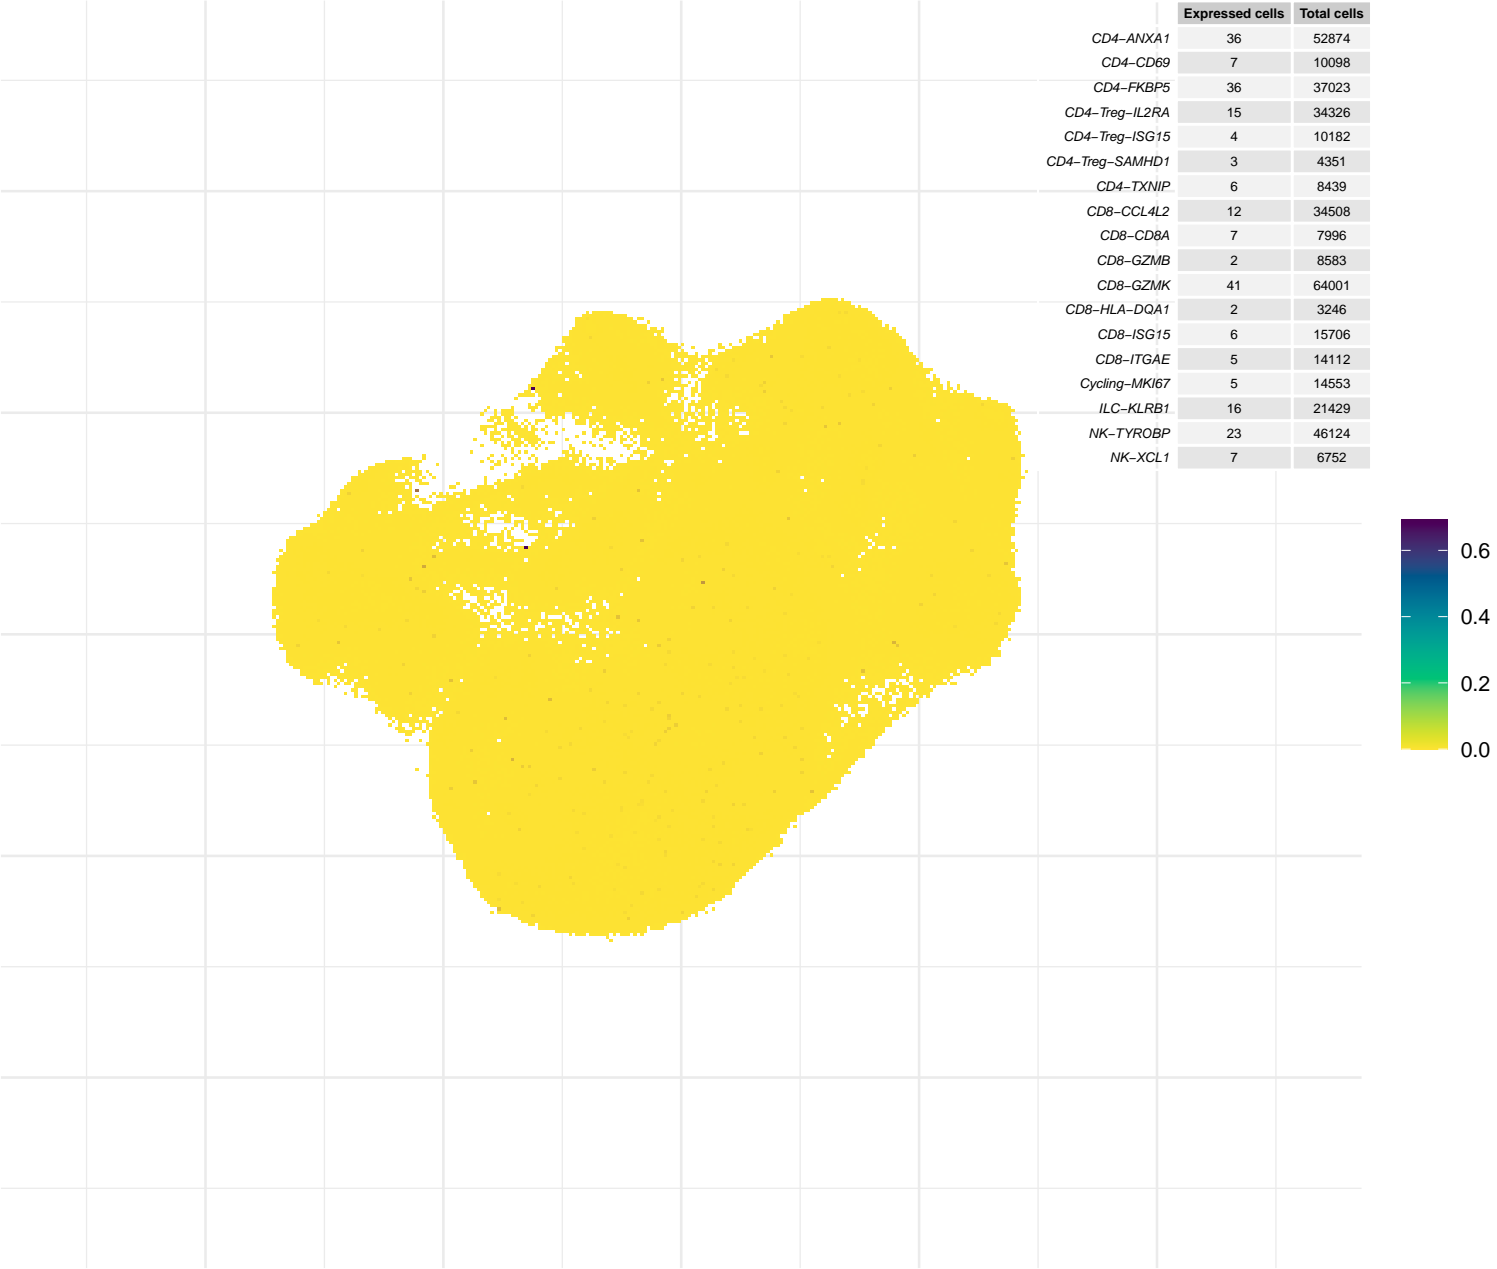 Expressed cells Total cells
CD4−ANXA1 36 52874
CD4−CD69 7 10098
CD4−FKBP5 36 37023
CD4−Treg−IL2RA 15 34326
CD4−Treg−ISG15 4 10182
CD4−Treg−SAMHD1 3 4351
CD4−TXNIP 6 8439
CD8−CCL4L2 12 34508
CD8−CD8A 7 7996
CD8−GZMB 2 8583
CD8−GZMK 41 64001
CD8−HLA−DQA1 2 3246
CD8−ISG15 6 15706
CD8−ITGAE 5 14112
Cycling−MKI67 5 14553
ILC−KLRB1 16 21429
NK−TYROBP 23 46124
NK−XCL1 7 6752
0.6
0.4
0.2
0.0